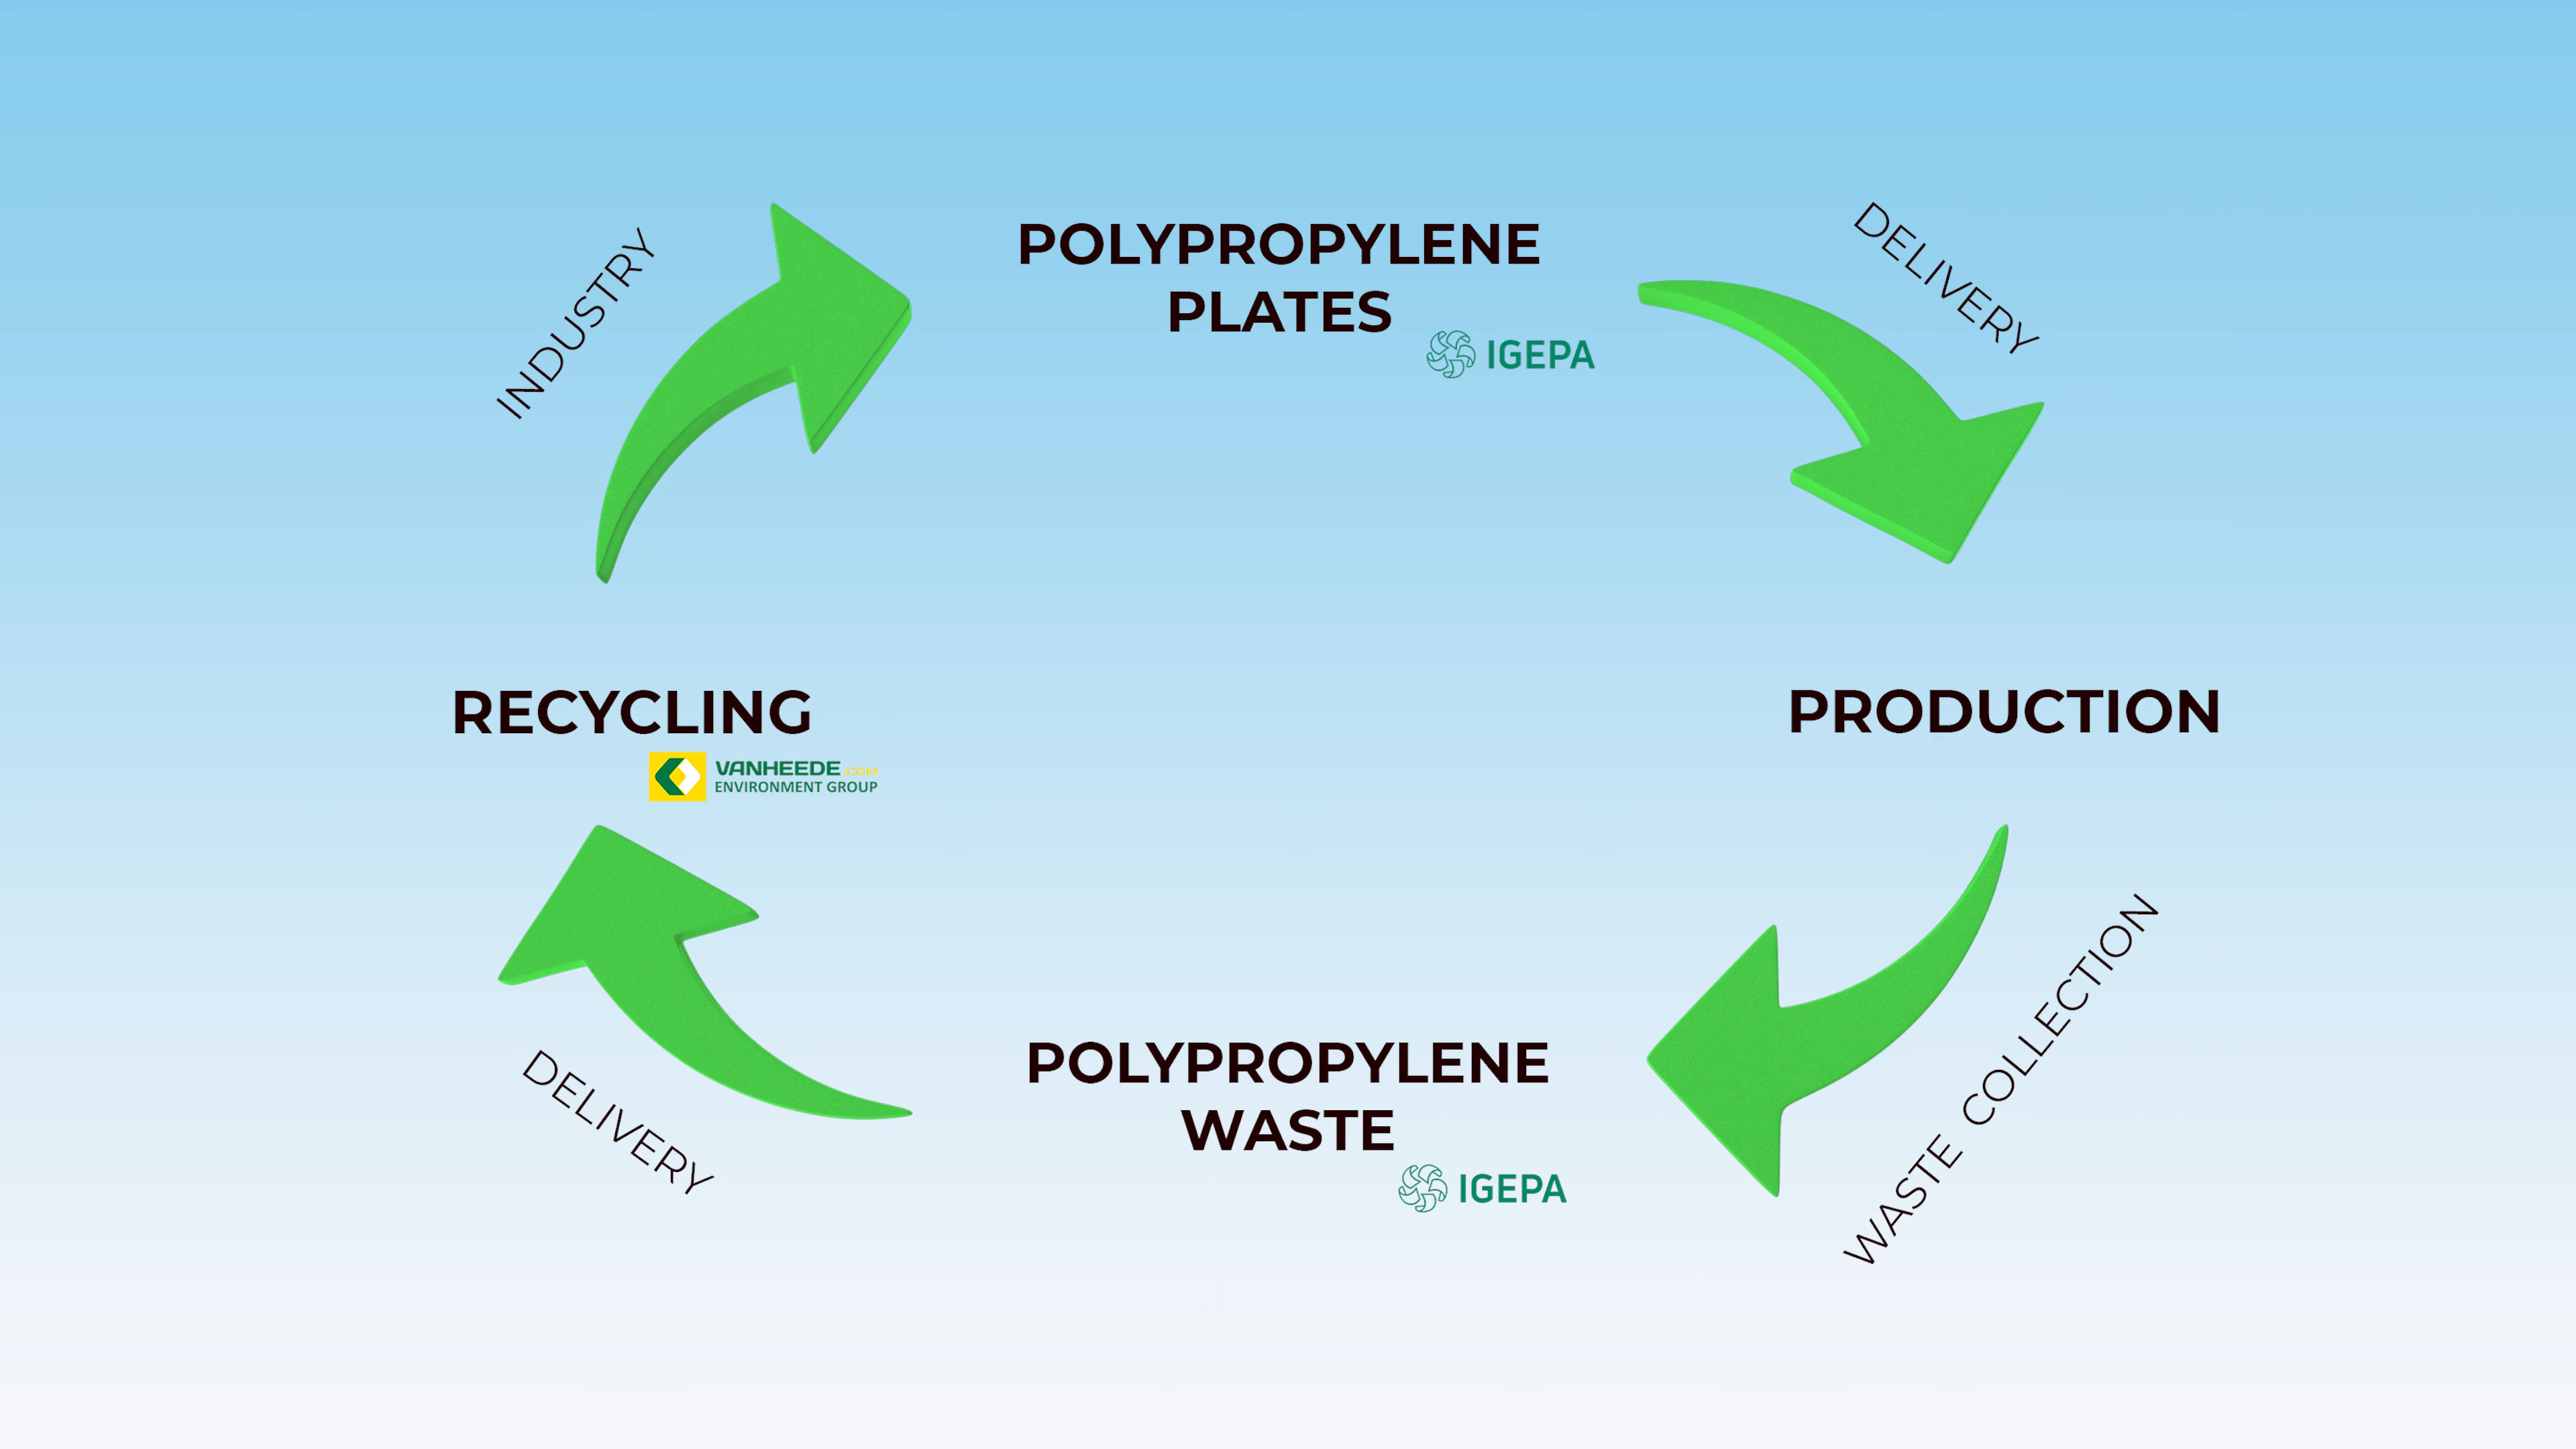 POLYPROPYLENE
PLATES
IGEPA
DELIVERY
PRODUCTION
WASTE COLLECTION
POLYPROPYLENE
WASTE
IGEPA
DELIVERY
RECYCLING
VANHEEDE.COM
ENVIRONMENT GROUP
INDUSTRY